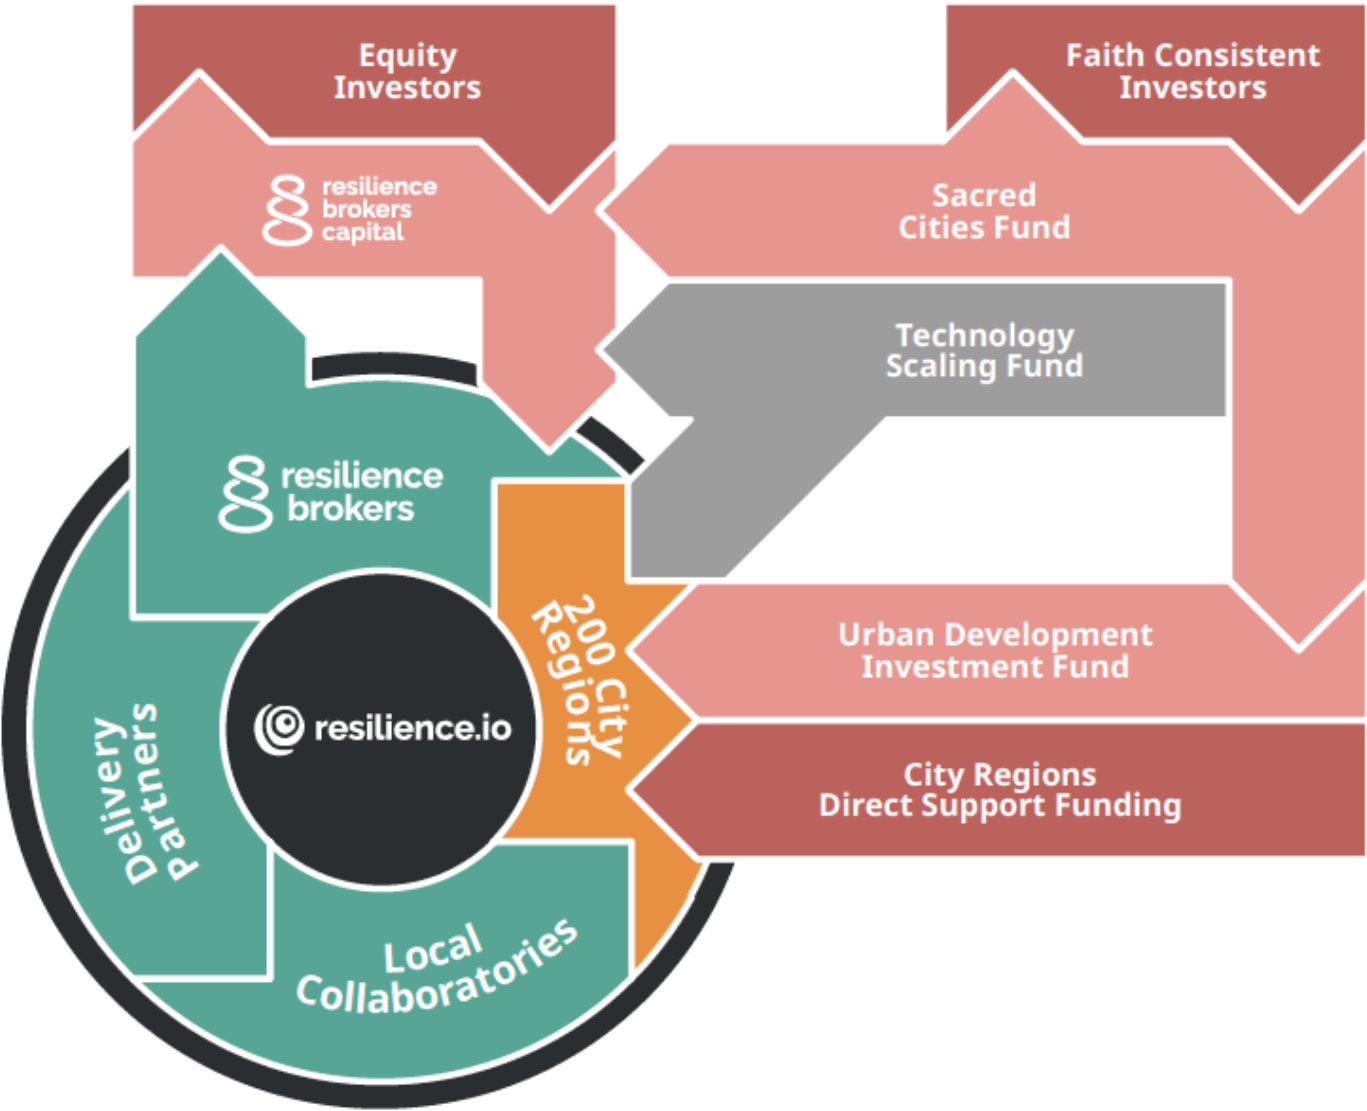 Equity
Investors
Faith Consistent
Investors
resilience
brokers
capital
Sacred
Cities Fund
Technology
Scaling Fund
resilience
brokers
200 City
Regions
Urban Development
Investment Fund
resilience.io
Delivery
Partners
City Regions
Direct Support Funding
Local
Collaboratories